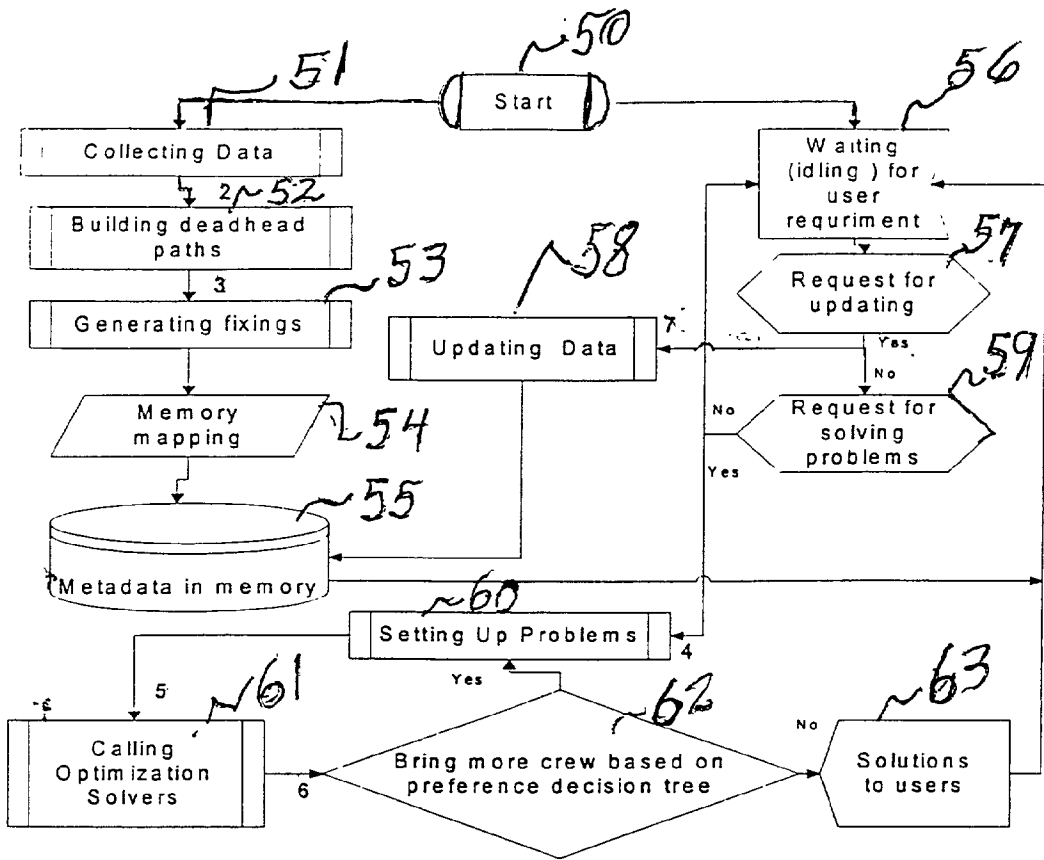 50
Start
51
Collecting Data
2
52
Building deadhead
paths
3
53
Generating fixings
Memory
mapping
54
55
Metadata in memory
56
Waiting
(idling ) for
user
requriment
57
Request for
updating
Yes
No
58
7
Updating Data
59
Request for
solving
problems
No
Yes
60
Setting Up Problems
4
5
61
Calling
Optimization
Solvers
6
Yes
62
Bring more crew based on
preference decision tree
No
63
Solutions
to users